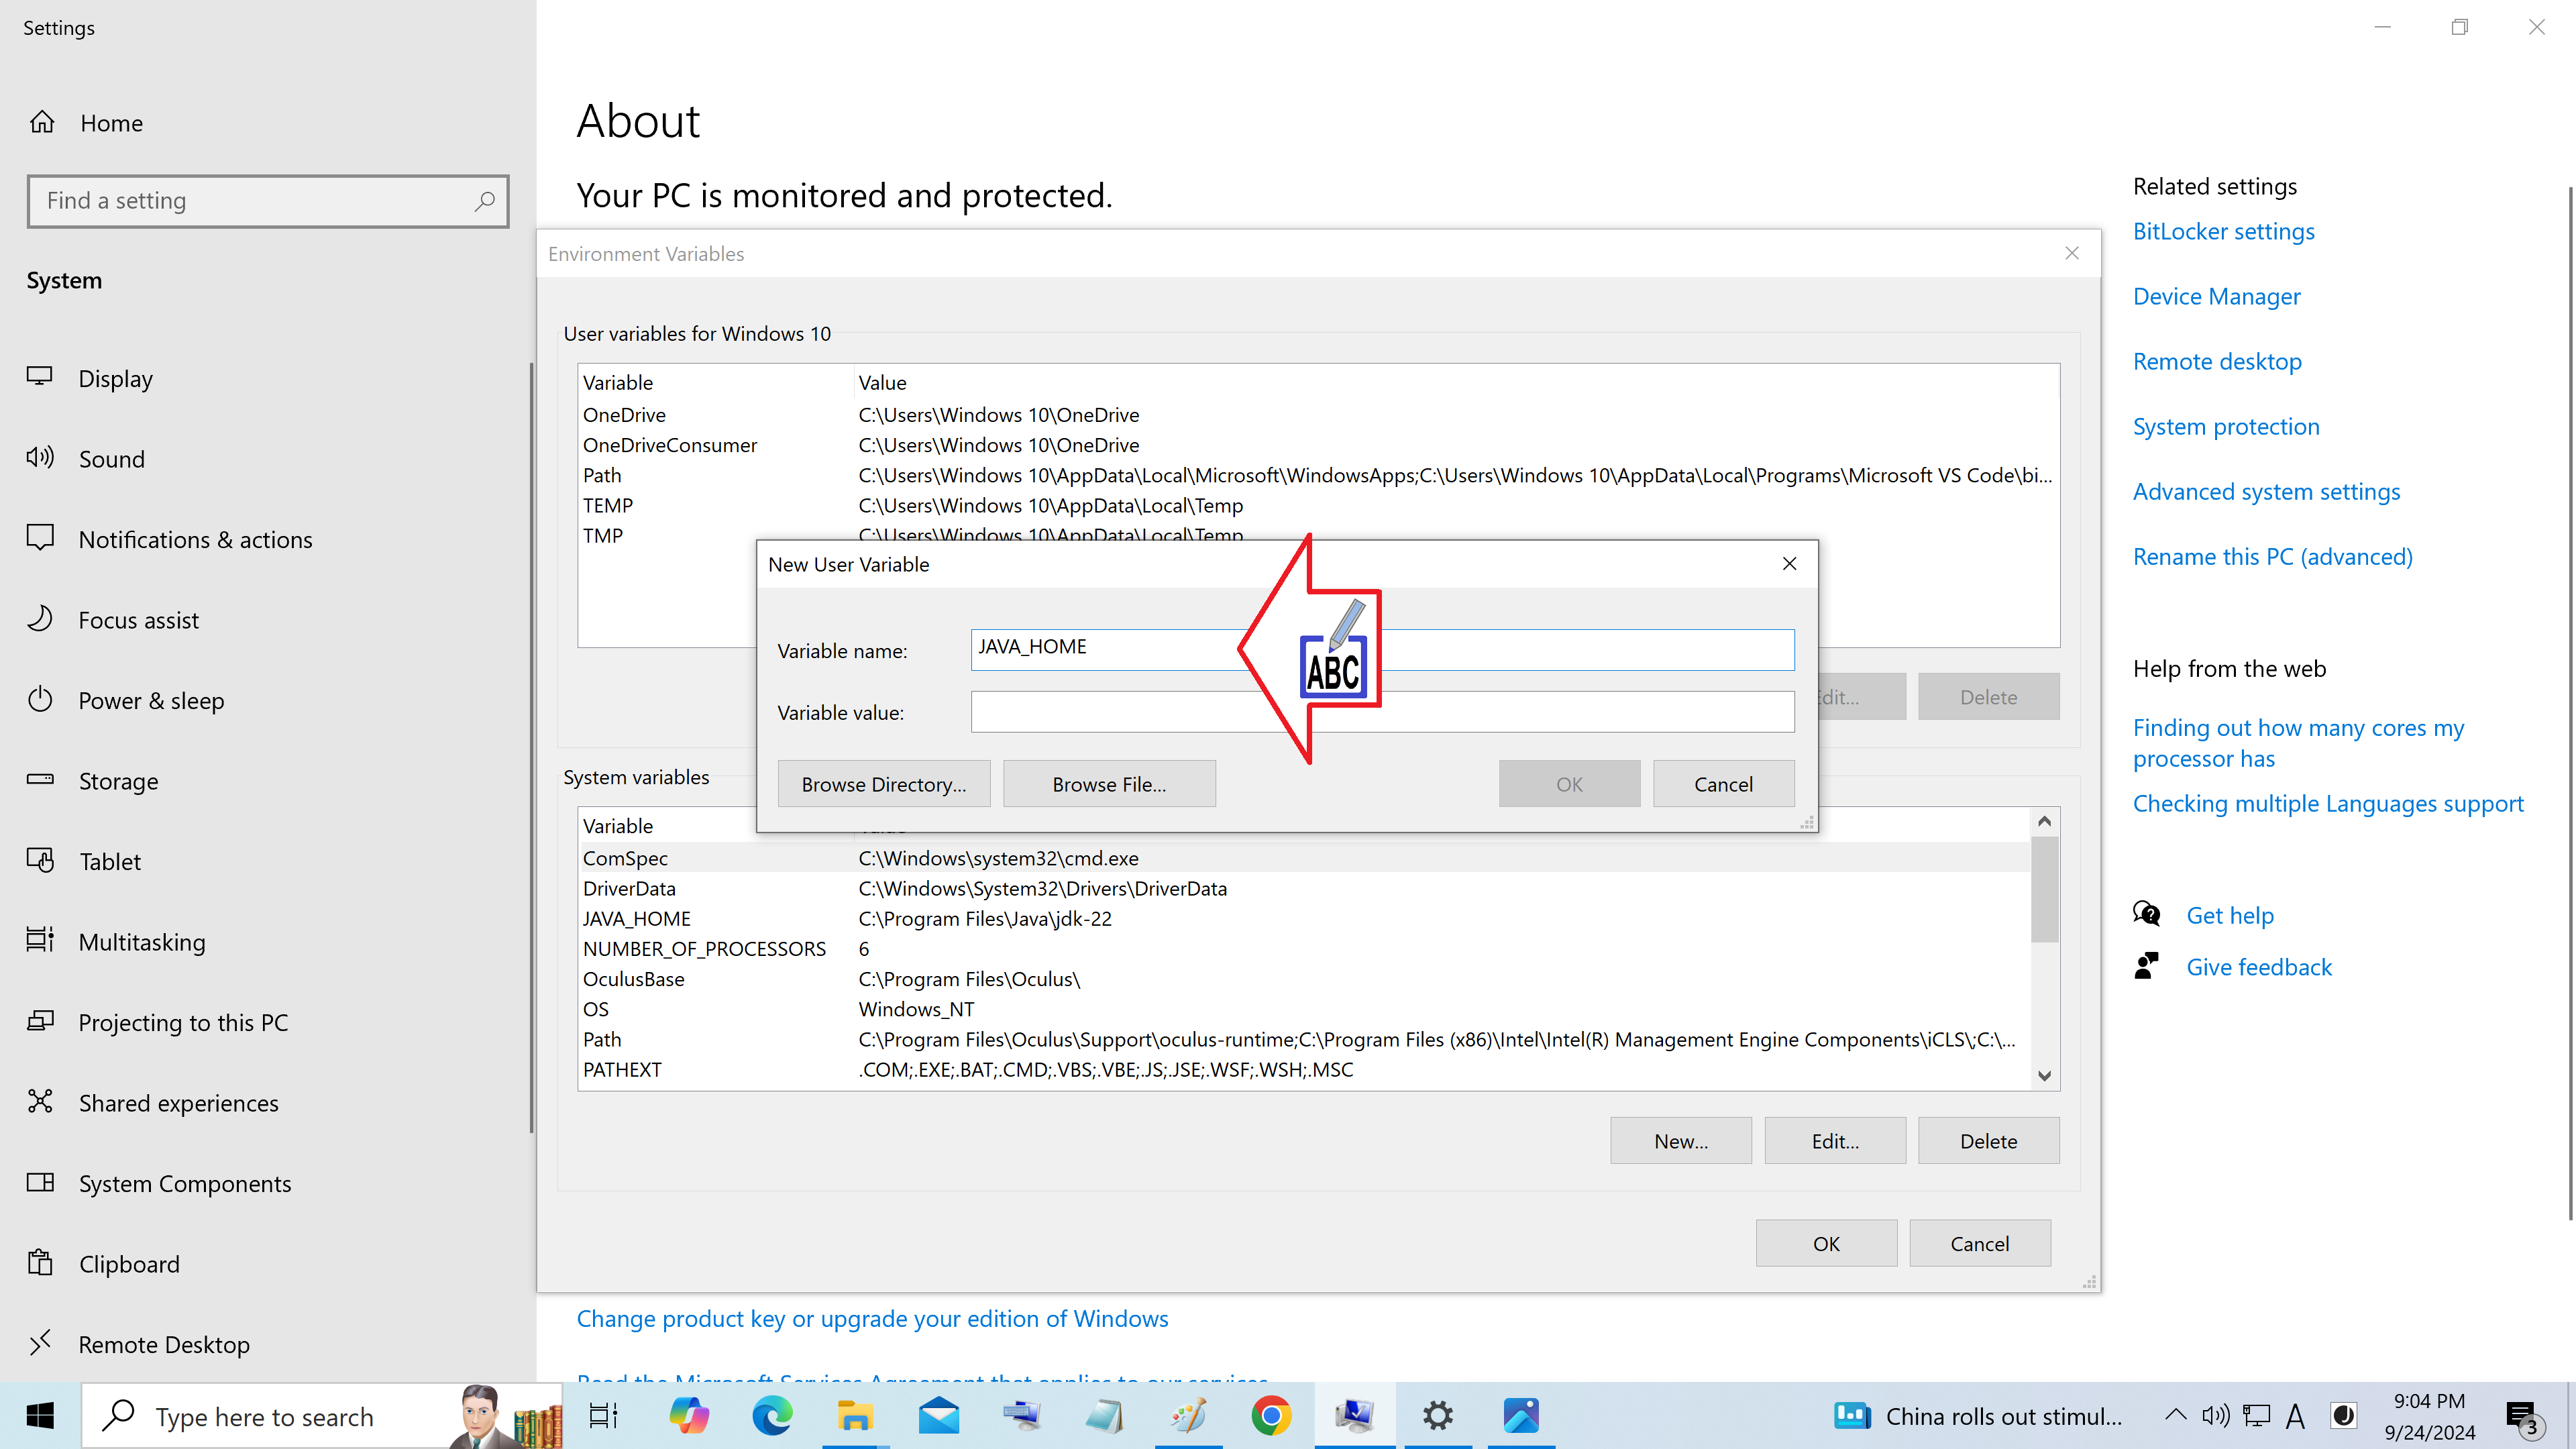 Settings
Home
Find a setting
System
Display
Sound
Notifications & actions
Focus assist
Power & sleep
Storage
Tablet
Multitasking
Projecting to this PC
Shared experiences
System Components
Clipboard
Remote Desktop
About
Your PC is monitored and protected.
Environment Variables
User variables for Windows 10
Variable Value
OneDrive C:\Users\Windows 10\OneDrive
OneDriveConsumer C:\Users\Windows 10\OneDrive
Path C:\Users\Windows 10\AppData\Local\Microsoft\WindowsApps;C:\Users\Windows 10\AppData\Local\Programs\Microsoft VS Code\bi...
TEMP C:\Users\Windows 10\AppData\Local\Temp
TMP C:\Users\Windows 10\AppData\Local\Temp
New User Variable
Variable name: JAVA_HOME
ABC
Variable value:
Browse Directory... Browse File... OK Cancel
Delete
System variables
Variable
ComSpec C:\Windows\system32\cmd.exe
DriverData C:\Windows\System32\Drivers\DriverData
JAVA_HOME C:\Program Files\Java\jdk-22
NUMBER_OF_PROCESSORS 6
OculusBase C:\Program Files\Oculus\
OS Windows_NT
Path C:\Program Files\Oculus\Support\oculus-runtime;C:\Program Files (x86)\Intel\Intel(R) Management Engine Components\iCLS\;C:\...
PATHEXT .COM;.EXE;.BAT;.CMD;.VBS;.VBE;.JS;.JSE;.WSF;.WSH;.MSC
New... Edit... Delete
OK Cancel
Change product key or upgrade your edition of Windows
Read the Microsoft Services Agreement that applies to our services
Related settings
BitLocker settings
Device Manager
Remote desktop
System protection
Advanced system settings
Rename this PC (advanced)
Help from the web
Finding out how many cores my
processor has
Checking multiple Languages support
Get help
Give feedback
Type here to search
China rolls out stimul...
A
9:04 PM
9/24/2024
3